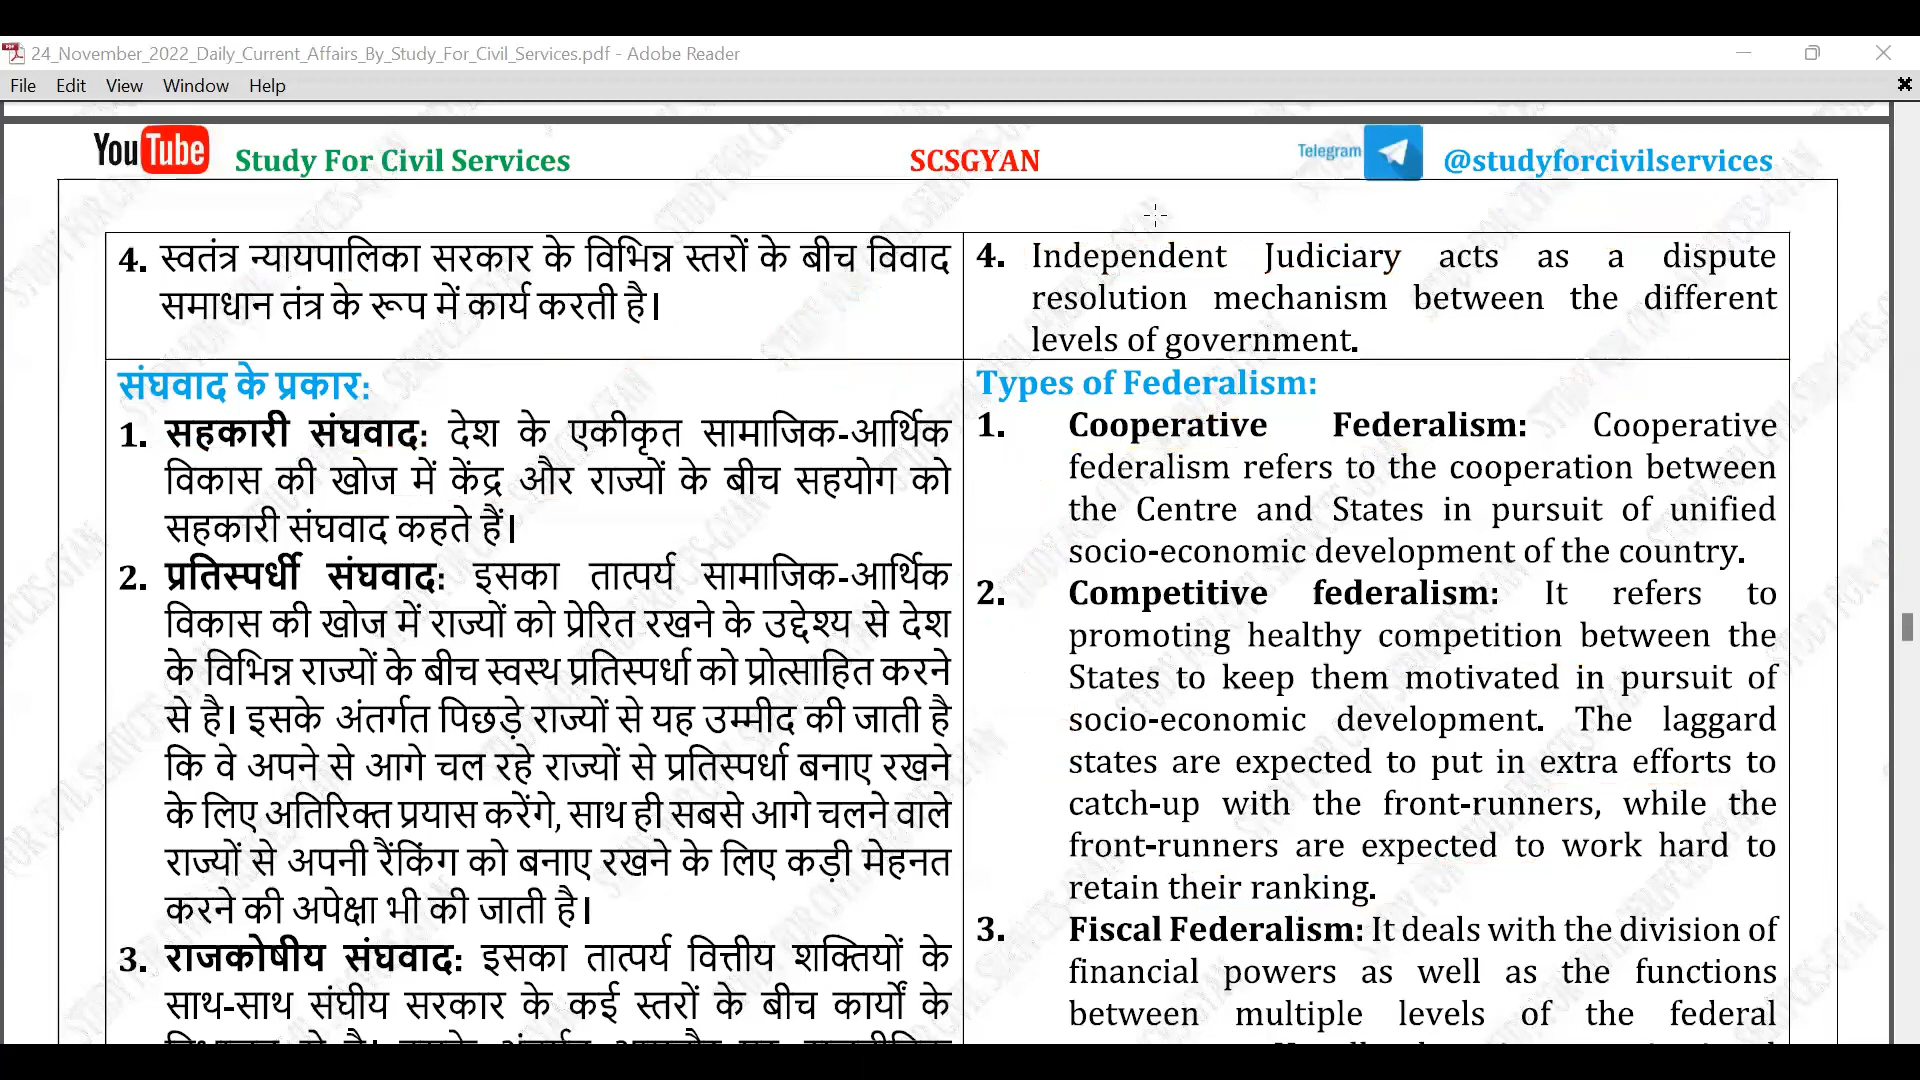 24_November_2022_Daily_Current_Affairs_By_Study_For_Civil_Services.pdf - Adobe Reader
File Edit View Window Help
YouTube Study For Civil Services SCSGYAN Telegram @studyforcivilservices
4. स्वतंत्र न्यायपालिका सरकार के विभिन्न स्तरों के बीच विवाद
समाधान तंत्र के रूप में कार्य करती है।
4. Independent Judiciary acts as a dispute
resolution mechanism between the different
levels of government.
संघवाद के प्रकार:
1. सहकारी संघवाद: देश के एकीकृत सामाजिक-आर्थिक
विकास की खोज में केंद्र और राज्यों के बीच सहयोग को
सहकारी संघवाद कहते हैं।
2. प्रतिस्पर्धी संघवाद: इसका तात्पर्य सामाजिक-आर्थिक
विकास की खोज में राज्यों को प्रेरित रखने के उद्देश्य से देश
के विभिन्न राज्यों के बीच स्वस्थ प्रतिस्पर्धा को प्रोत्साहित करने
से है। इसके अंतर्गत पिछड़े राज्यों से यह उम्मीद की जाती है
कि वे अपने से आगे चल रहे राज्यों से प्रतिस्पर्धा बनाए रखने
के लिए अतिरिक्त प्रयास करेंगे, साथ ही सबसे आगे चलने वाले
राज्यों से अपनी रैंकिंग को बनाए रखने के लिए कड़ी मेहनत
करने की अपेक्षा भी की जाती है।
3. राजकोषीय संघवाद: इसका तात्पर्य वित्तीय शक्तियों के
साथ-साथ संघीय सरकार के कई स्तरों के बीच कार्यों के
Types of Federalism:
1. Cooperative Federalism: Cooperative
federalism refers to the cooperation between
the Centre and States in pursuit of unified
socio-economic development of the country.
2. Competitive federalism: It refers to
promoting healthy competition between the
States to keep them motivated in pursuit of
socio-economic development. The laggard
states are expected to put in extra efforts to
catch-up with the front-runners, while the
front-runners are expected to work hard to
retain their ranking.
3. Fiscal Federalism: It deals with the division of
financial powers as well as the functions
between multiple levels of the federal